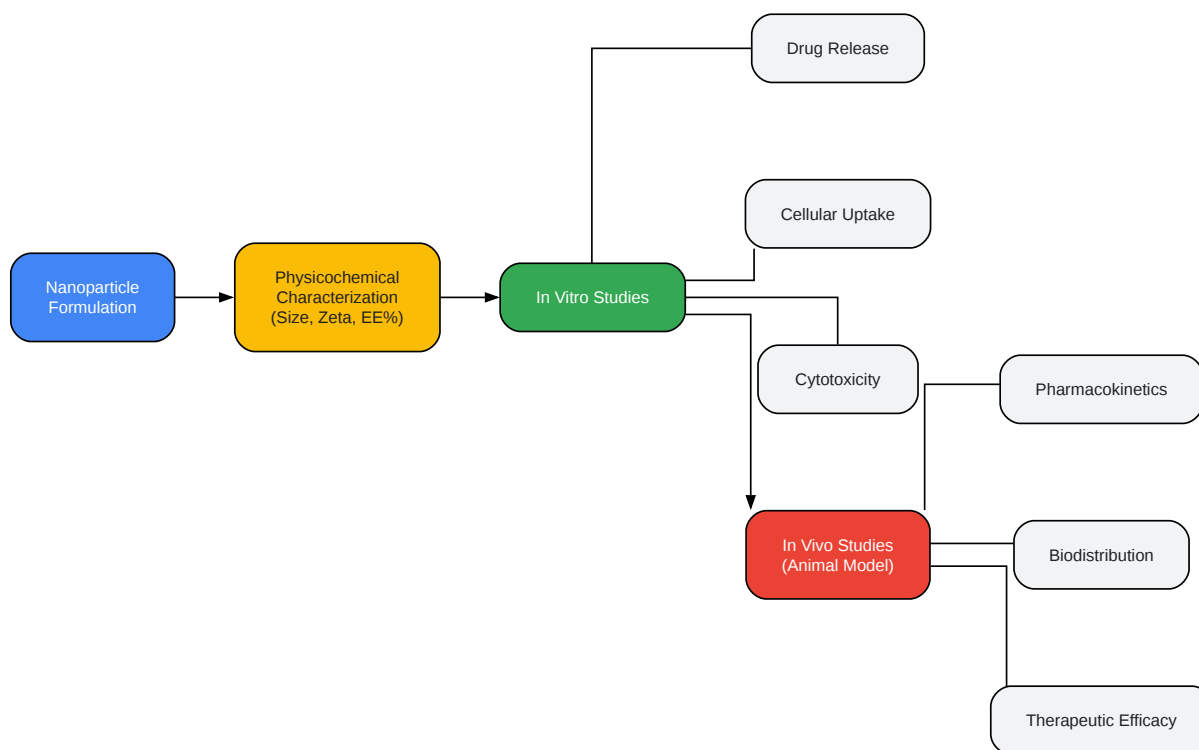 Drug Release
Cellular Uptake
Nanoparticle
Formulation
Physicochemical
Characterization
(Size, Zeta, EE%)
In Vitro Studies
Cytotoxicity
Pharmacokinetics
In Vivo Studies
(Animal Model)
Biodistribution
Therapeutic Efficacy